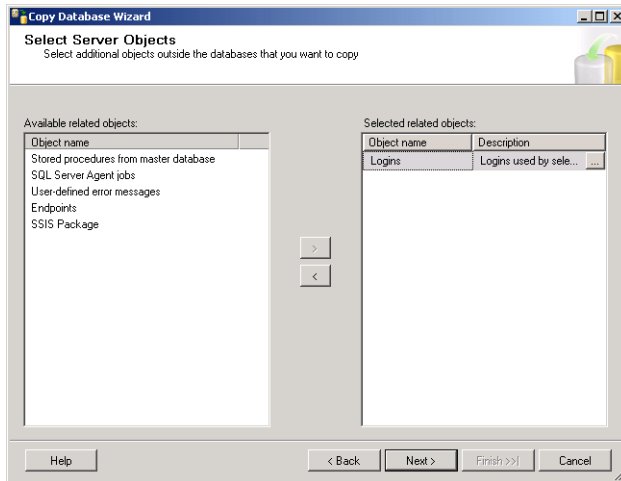 Copy Database Wizard
Select Server Objects
Select additional objects outside the databases that you want to copy
Available related objects:
Object name
Stored procedures from master database
SQL Server Agent jobs
User-defined error messages
Endpoints
SSIS Package
>
<
Selected related objects:
Object name Description
Logins Logins used by sele... ...
Help < Back Next > Finish >>| Cancel